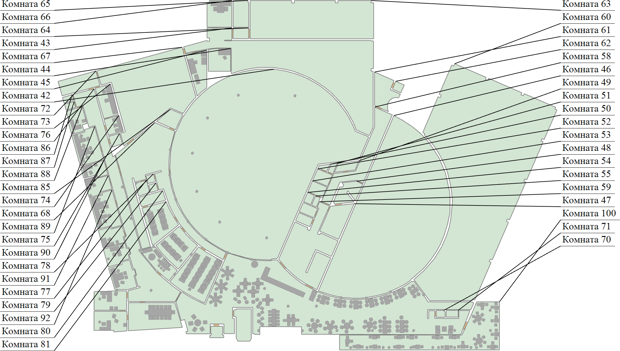 Комната 65
Комната 66
Комната 64
Комната 43
Комната 67
Комната 44
Комната 45
Комната 42
Комната 72
Комната 73
Комната 76
Комната 86
Комната 87
Комната 88
Комната 85
Комната 74
Комната 68
Комната 89
Комната 75
Комната 90
Комната 78
Комната 91
Комната 77
Комната 79
Комната 92
Комната 80
Комната 81
Комната 63
Комната 60
Комната 61
Комната 62
Комната 58
Комната 46
Комната 49
Комната 51
Комната 50
Комната 52
Комната 53
Комната 48
Комната 54
Комната 55
Комната 59
Комната 47
Комната 100
Комната 71
Комната 70